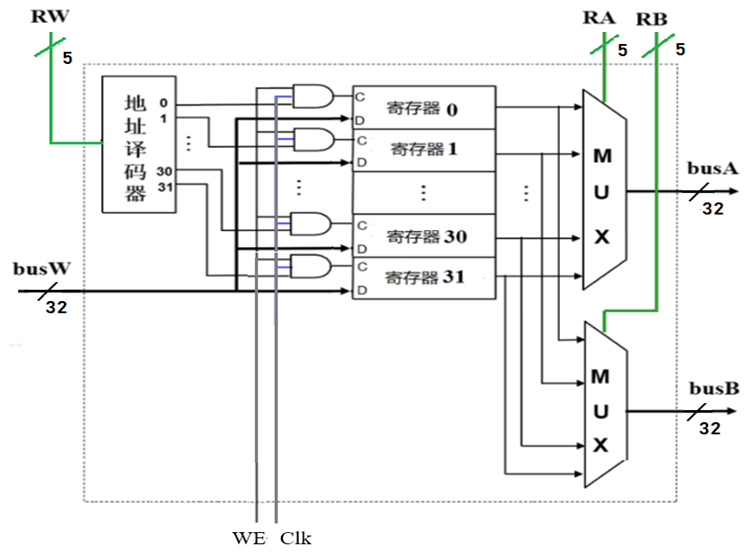 RW
RA
RB
5
5
5
地
址
译
码
器
0
1
⋮
30
31
C
D
寄存器 0
C
D
寄存器 1
⋮
⋮
⋮
C
D
寄存器 30
C
D
寄存器 31
M
U
X
busA
32
busW
32
M
U
X
busB
32
WE
Clk